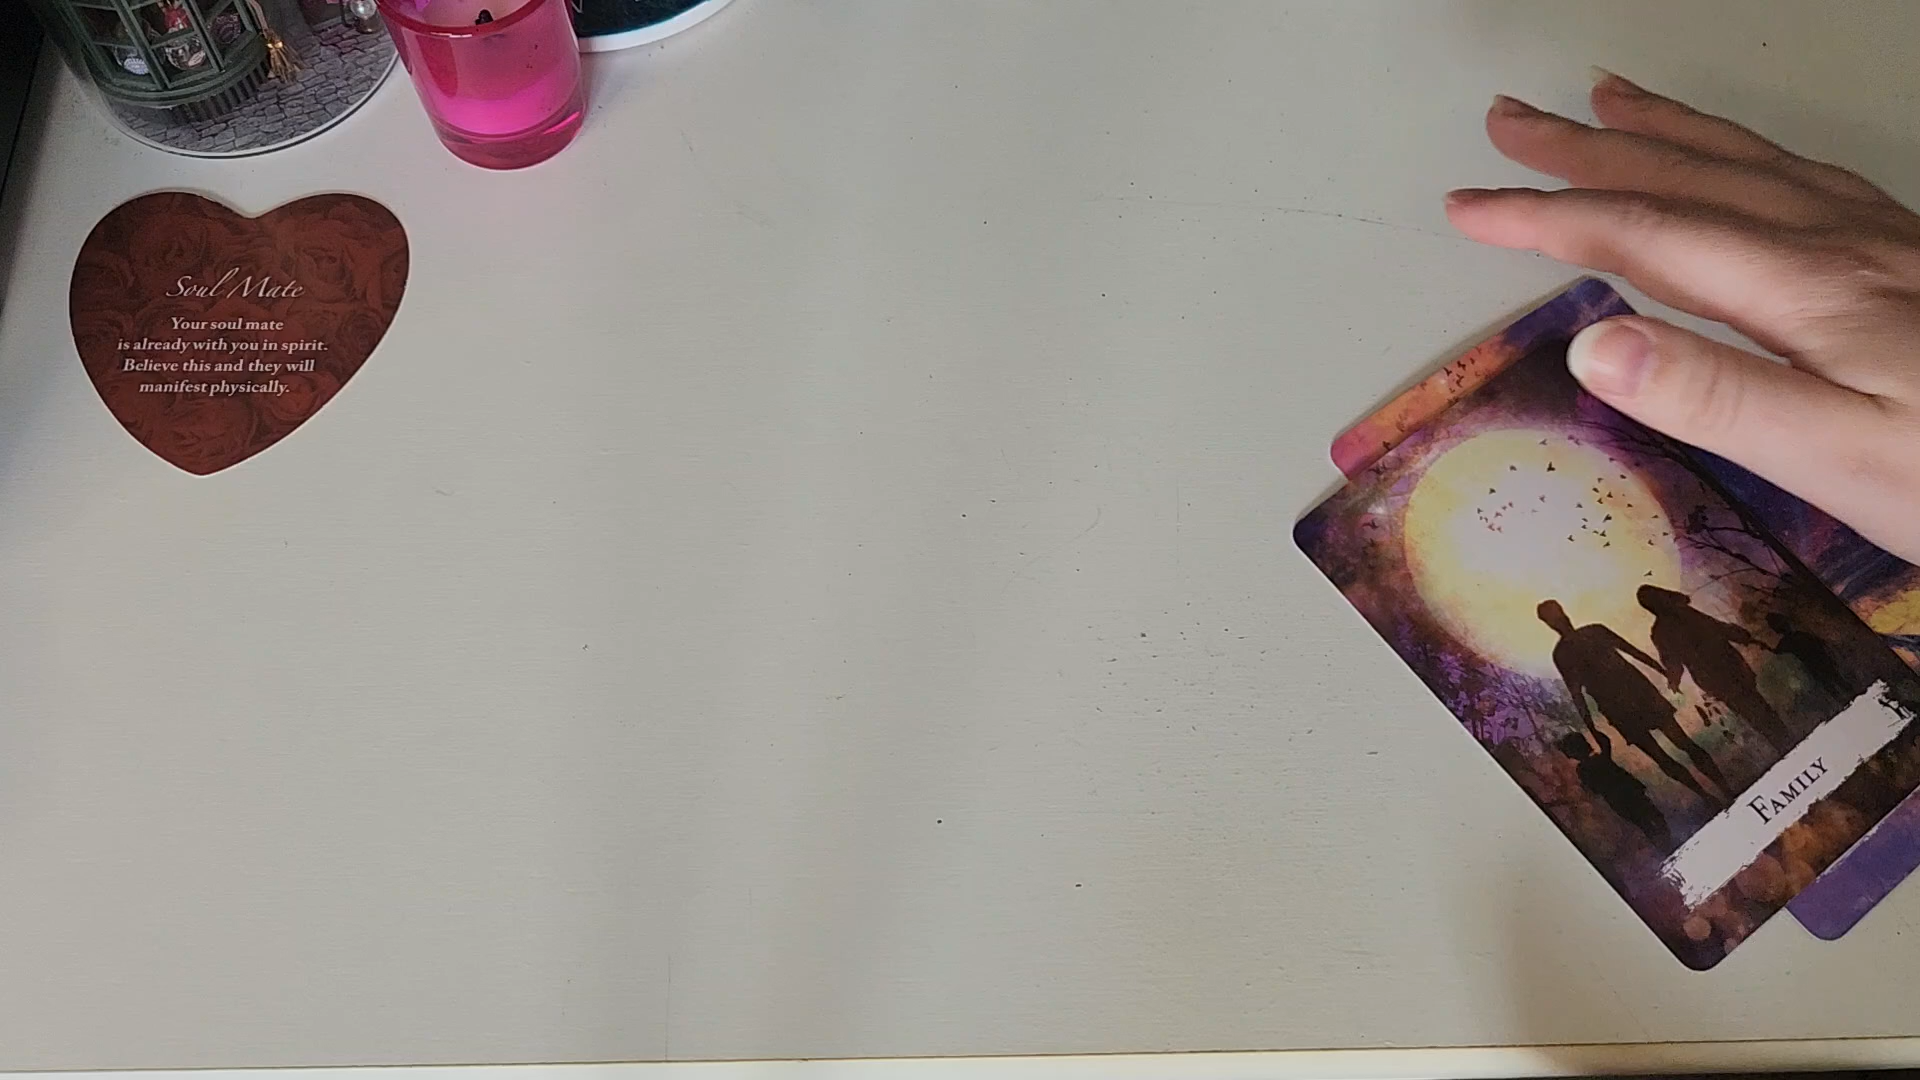 Soul Mate
Your soul mate
is already with you in spirit.
Believe this and they will
manifest physically.
FAMILY